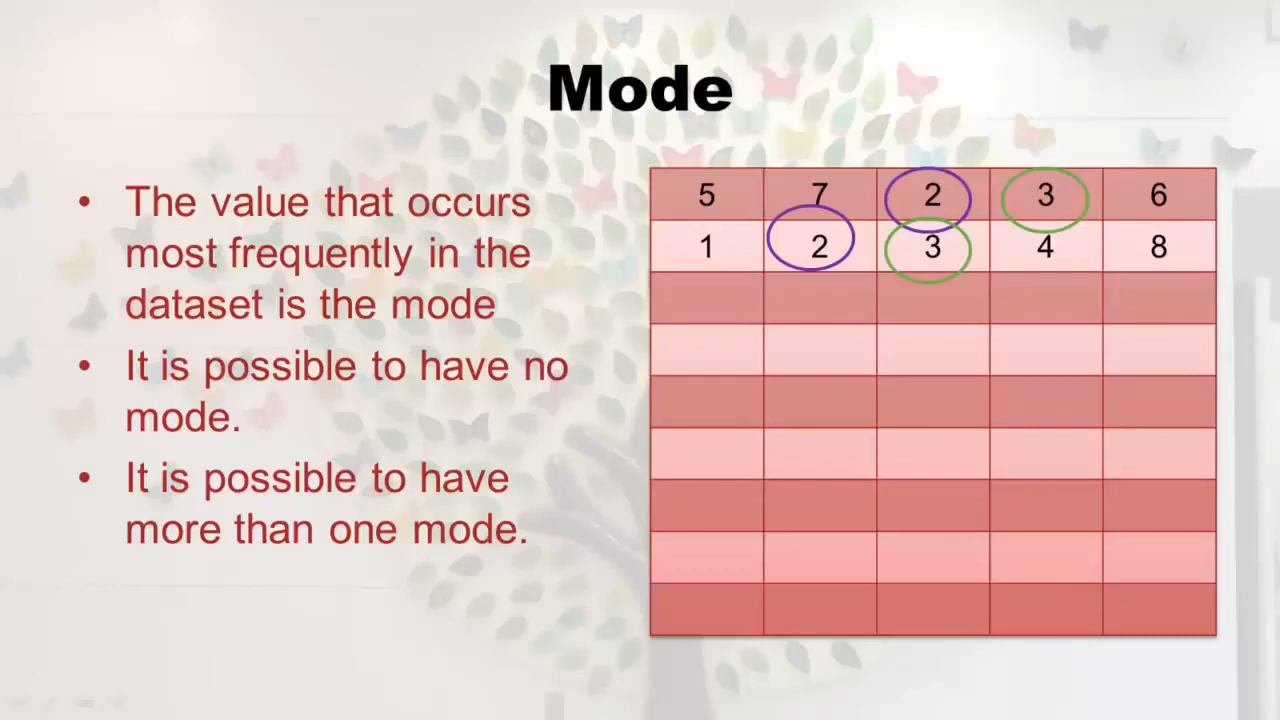 Mode
• The value that occurs
most frequently in the
dataset is the mode
• It is possible to have no
mode.
• It is possible to have
more than one mode.
5 7 2 3 6
1 2 3 4 8